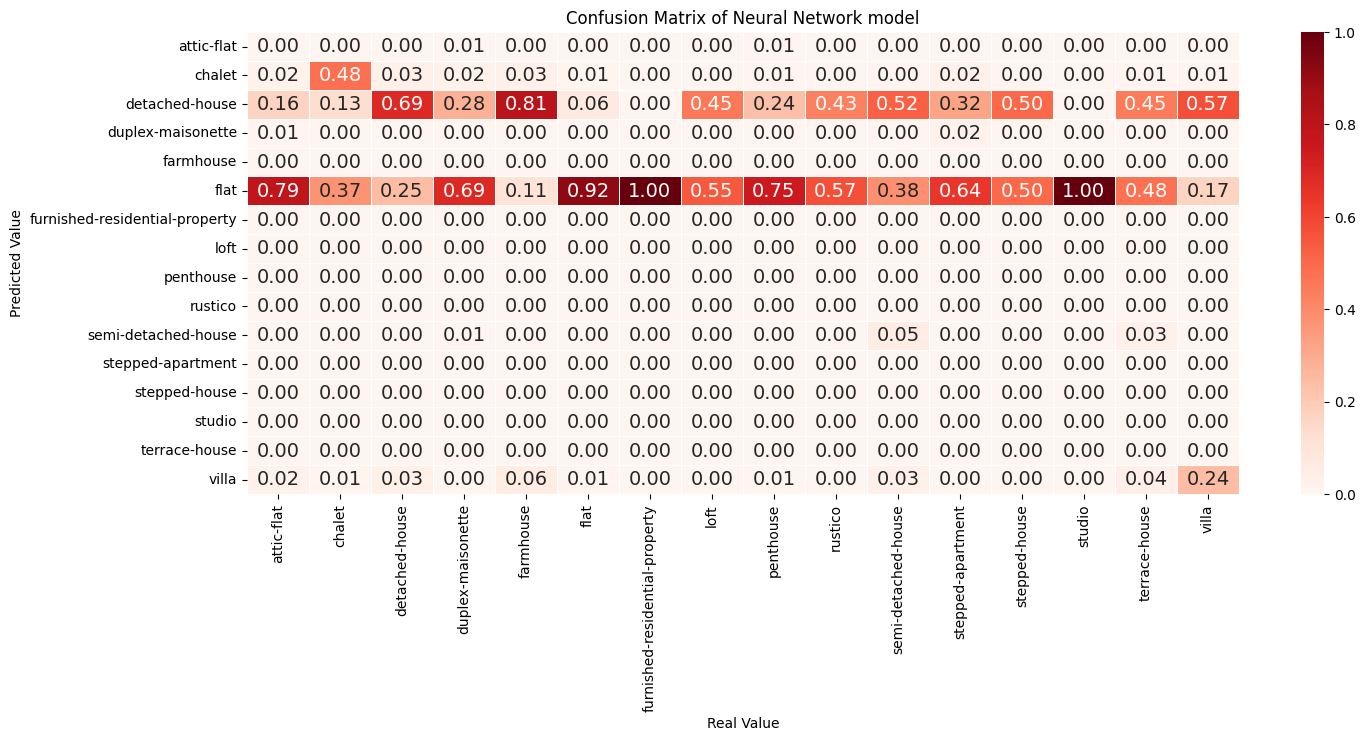 Confusion Matrix of Neural Network model
attic-flat 0.00 0.00 0.00 0.01 0.00 0.00 0.00 0.00 0.01 0.00 0.00 0.00 0.00 0.00 0.00 0.00
chalet 0.02 0.48 0.03 0.02 0.03 0.01 0.00 0.00 0.01 0.00 0.00 0.02 0.00 0.00 0.01 0.01
detached-house 0.16 0.13 0.69 0.28 0.81 0.06 0.00 0.45 0.24 0.43 0.52 0.32 0.50 0.00 0.45 0.57
duplex-maisonette 0.01 0.00 0.00 0.00 0.00 0.00 0.00 0.00 0.00 0.00 0.00 0.02 0.00 0.00 0.00 0.00
farmhouse 0.00 0.00 0.00 0.00 0.00 0.00 0.00 0.00 0.00 0.00 0.00 0.00 0.00 0.00 0.00 0.00
flat 0.79 0.37 0.25 0.69 0.11 0.92 1.00 0.55 0.75 0.57 0.38 0.64 0.50 1.00 0.48 0.17
furnished-residential-property 0.00 0.00 0.00 0.00 0.00 0.00 0.00 0.00 0.00 0.00 0.00 0.00 0.00 0.00 0.00 0.00
loft 0.00 0.00 0.00 0.00 0.00 0.00 0.00 0.00 0.00 0.00 0.00 0.00 0.00 0.00 0.00 0.00
penthouse 0.00 0.00 0.00 0.00 0.00 0.00 0.00 0.00 0.00 0.00 0.00 0.00 0.00 0.00 0.00 0.00
rustico 0.00 0.00 0.00 0.00 0.00 0.00 0.00 0.00 0.00 0.00 0.00 0.00 0.00 0.00 0.00 0.00
semi-detached-house 0.00 0.00 0.00 0.01 0.00 0.00 0.00 0.00 0.00 0.00 0.05 0.00 0.00 0.00 0.03 0.00
stepped-apartment 0.00 0.00 0.00 0.00 0.00 0.00 0.00 0.00 0.00 0.00 0.00 0.00 0.00 0.00 0.00 0.00
stepped-house 0.00 0.00 0.00 0.00 0.00 0.00 0.00 0.00 0.00 0.00 0.00 0.00 0.00 0.00 0.00 0.00
studio 0.00 0.00 0.00 0.00 0.00 0.00 0.00 0.00 0.00 0.00 0.00 0.00 0.00 0.00 0.00 0.00
terrace-house 0.00 0.00 0.00 0.00 0.00 0.00 0.00 0.00 0.00 0.00 0.00 0.00 0.00 0.00 0.00 0.00
villa 0.02 0.01 0.03 0.00 0.06 0.01 0.00 0.00 0.01 0.00 0.03 0.00 0.00 0.00 0.04 0.24
Predicted Value
attic-flat
chalet
detached-house
duplex-maisonette
farmhouse
flat
furnished-residential-property
loft
penthouse
rustico
semi-detached-house
stepped-apartment
stepped-house
studio
terrace-house
villa
Real Value
1.0
0.8
0.6
0.4
0.2
0.0